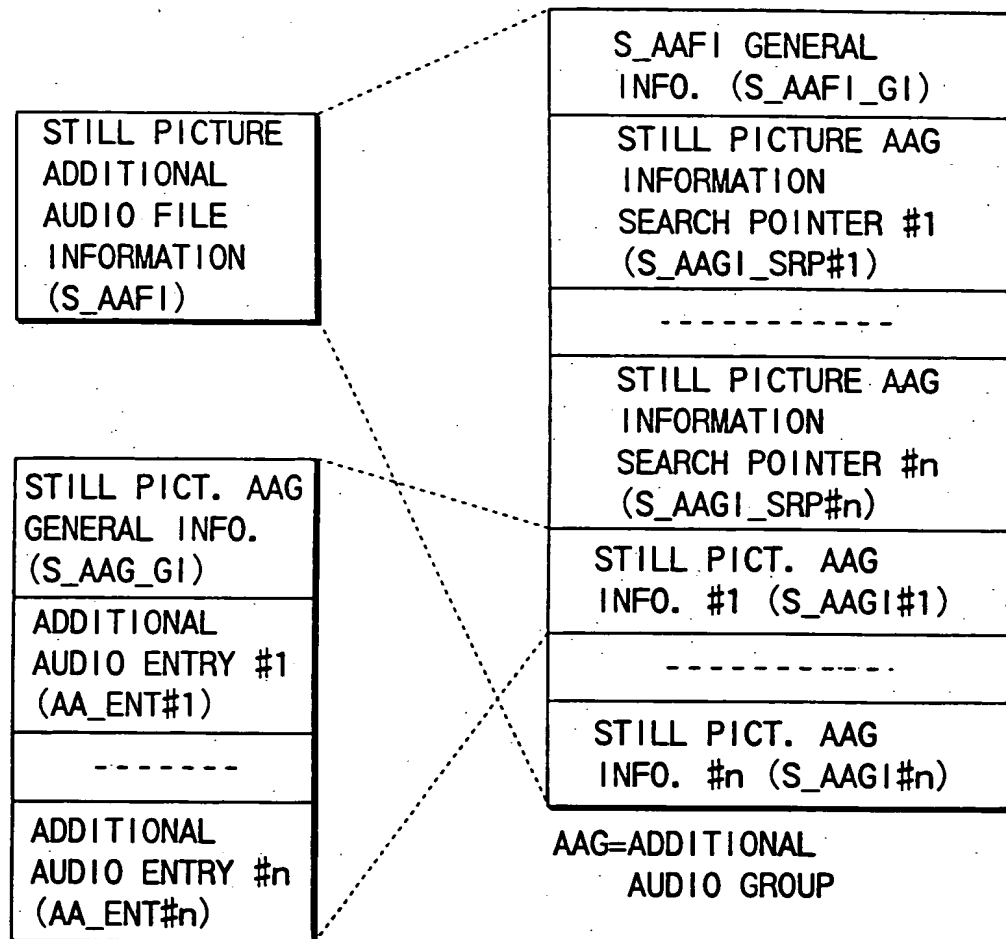 STILL PICTURE
ADDITIONAL
AUDIO FILE
INFORMATION
(S_AAFI)
STILL PICT. AAG
GENERAL INFO.
(S_AAG_GI)
ADDITIONAL
AUDIO ENTRY #1
(AA_ENT#1)
ADDITIONAL
AUDIO ENTRY #n
(AA_ENT#n)
S_AAFI GENERAL
INFO. (S_AAFI_GI)
STILL PICTURE AAG
INFORMATION
SEARCH POINTER #1
(S_AAGI_SRP#1)
STILL PICTURE AAG
INFORMATION
SEARCH POINTER #n
(S_AAGI_SRP#n)
STILL PICT. AAG
INFO. #1 (S_AAGI#1)
STILL PICT. AAG
INFO. #n (S_AAGI#n)
AAG=ADDITIONAL
AUDIO GROUP